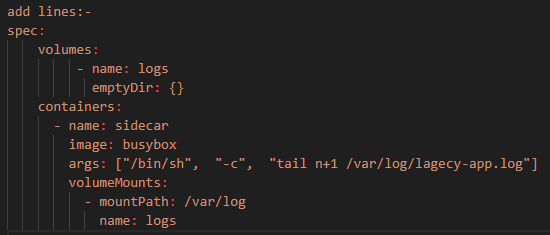 add lines:-
spec:
volumes:
- name: logs
emptyDir: {}
containers:
- name: sidecar
image: busybox
args: ["/bin/sh", "-c", "tail n+1 /var/log/lagecy-app.log"]
volumeMounts:
- mountPath: /var/log
name: logs